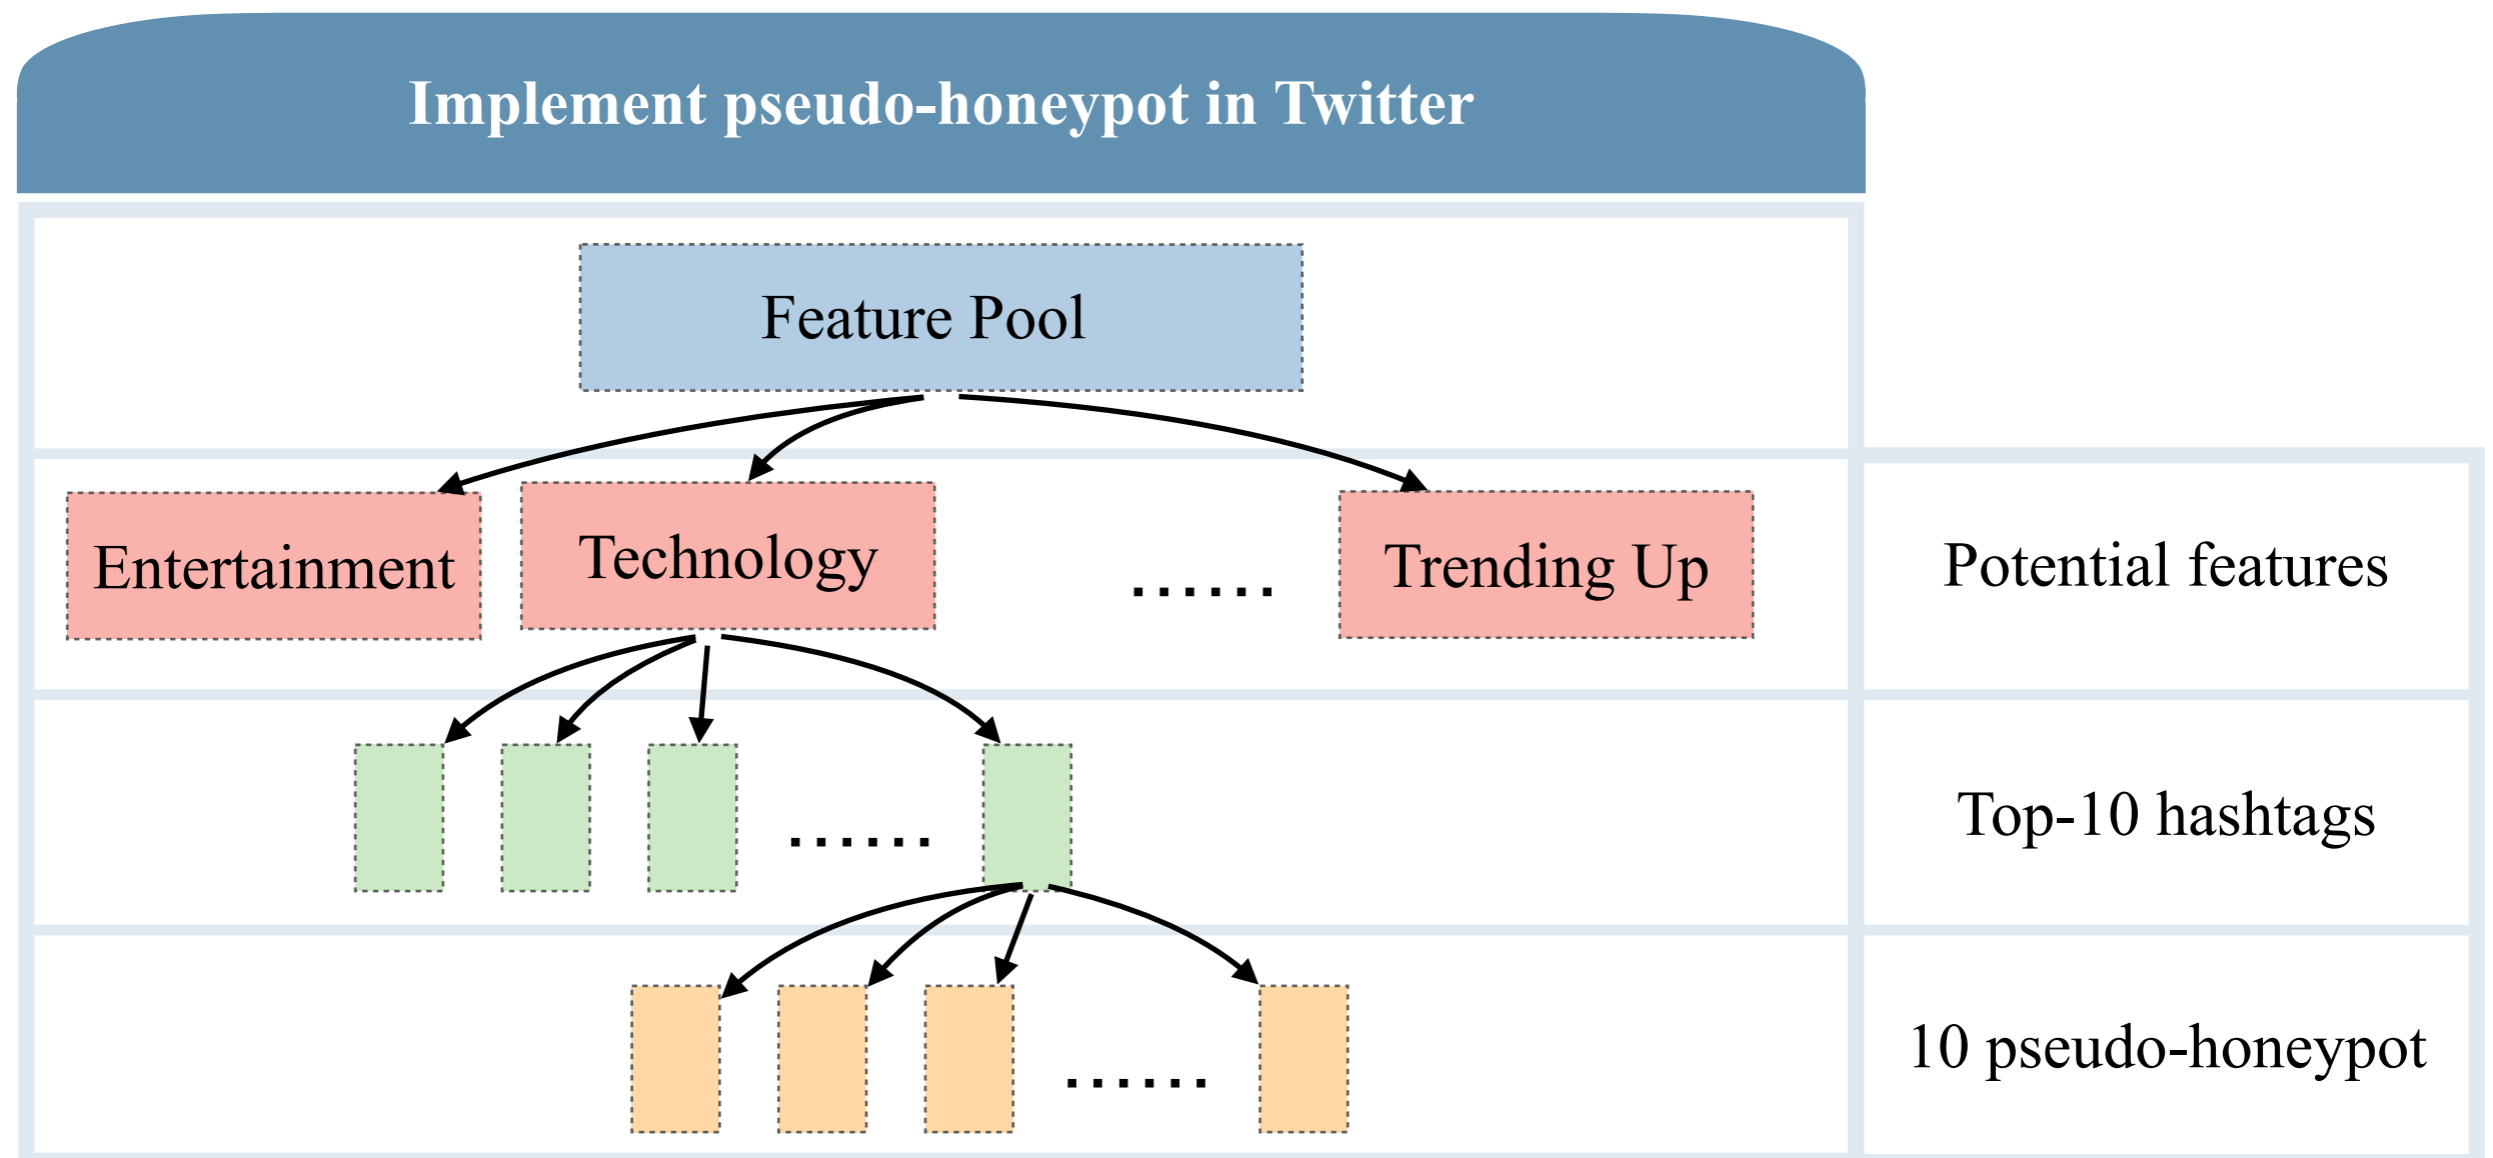 Implement pseudo-honeypot in Twitter
Feature Pool
Entertainment
Technology
......
Trending Up
Potential features
......
Top-10 hashtags
......
10 pseudo-honeypot